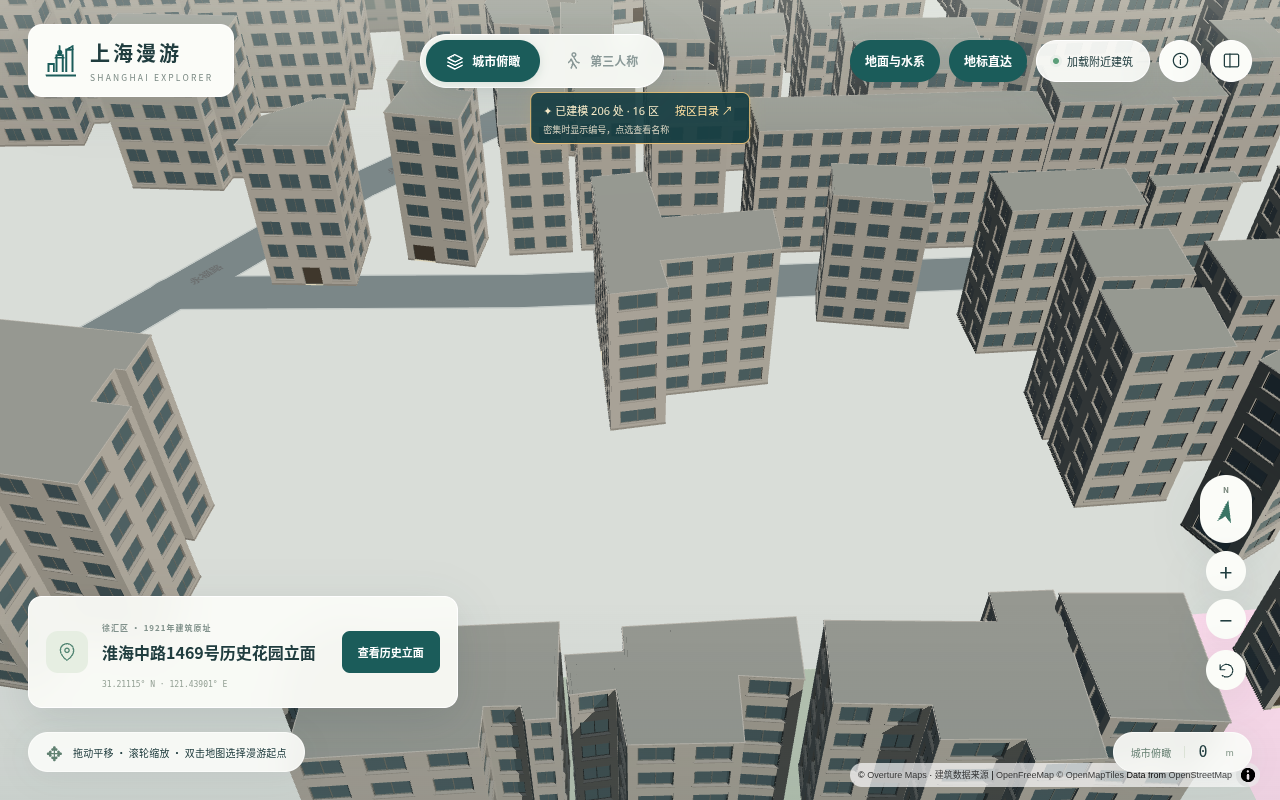 上海漫游
SHANGHAI EXPLORER
城市俯瞰
第三人称
地面与水系
地标直达
加载附近建筑
✦ 已建模 206 处 · 16 区 按区目录 ↗
密集时显示编号，点选查看名称
N
徐汇区 · 1921年建筑原址
淮海中路1469号历史花园立面
查看历史立面
31.21115° N · 121.43901° E
拖动平移 · 滚轮缩放 · 双击地图选择漫游起点
城市俯瞰 0 m
© Overture Maps · 建筑数据来源 | OpenFreeMap © OpenMapTiles Data from OpenStreetMap